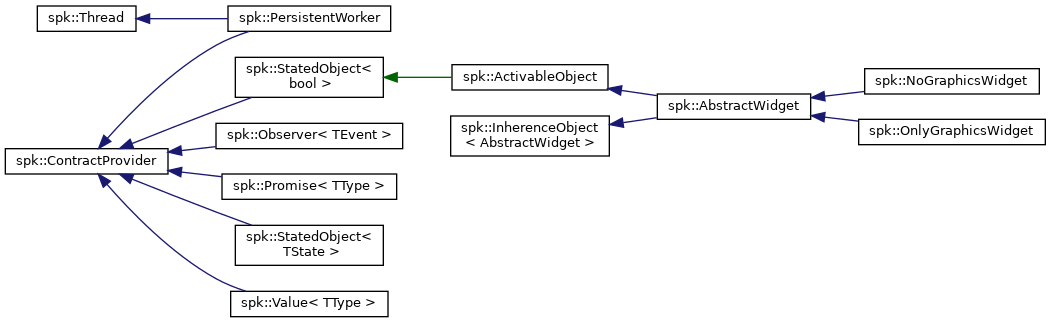 spk::Thread
spk::PersistentWorker
spk::StatedObject<
bool >
spk::ActivableObject
spk::NoGraphicsWidget
spk::AbstractWidget
spk::InherenceObject
< AbstractWidget >
spk::OnlyGraphicsWidget
spk::Observer< TEvent >
spk::ContractProvider
spk::Promise< TType >
spk::StatedObject<
TState >
spk::Value< TType >